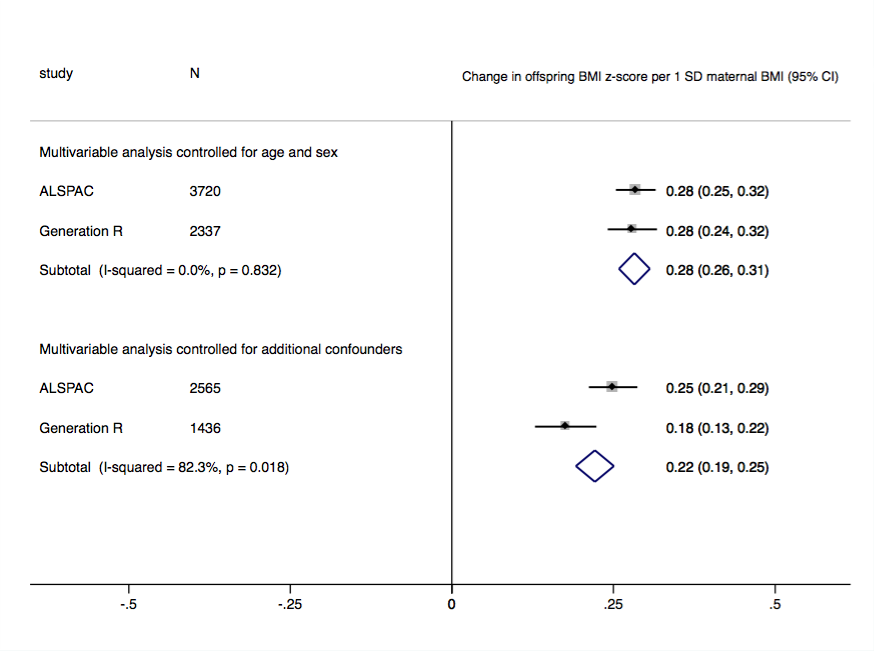 study N Change in offspring BMI z-score per 1 SD maternal BMI (95% CI)
Multivariable analysis controlled for age and sex
ALSPAC 3720 0.28 (0.25, 0.32)
Generation R 2337 0.28 (0.24, 0.32)
Subtotal (I-squared = 0.0%, p = 0.832) 0.28 (0.26, 0.31)
Multivariable analysis controlled for additional confounders
ALSPAC 2565 0.25 (0.21, 0.29)
Generation R 1436 0.18 (0.13, 0.22)
Subtotal (I-squared = 82.3%, p = 0.018) 0.22 (0.19, 0.25)
-.5 -.25 0 .25 .5